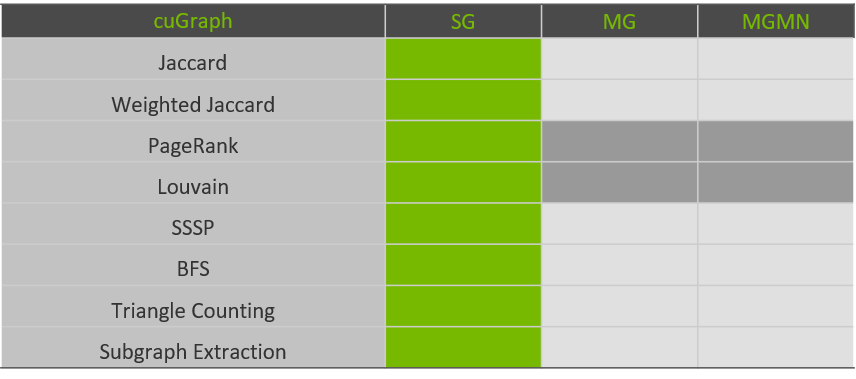 cuGraph SG MG MGMN
Jaccard
Weighted Jaccard
PageRank
Louvain
SSSP
BFS
Triangle Counting
Subgraph Extraction